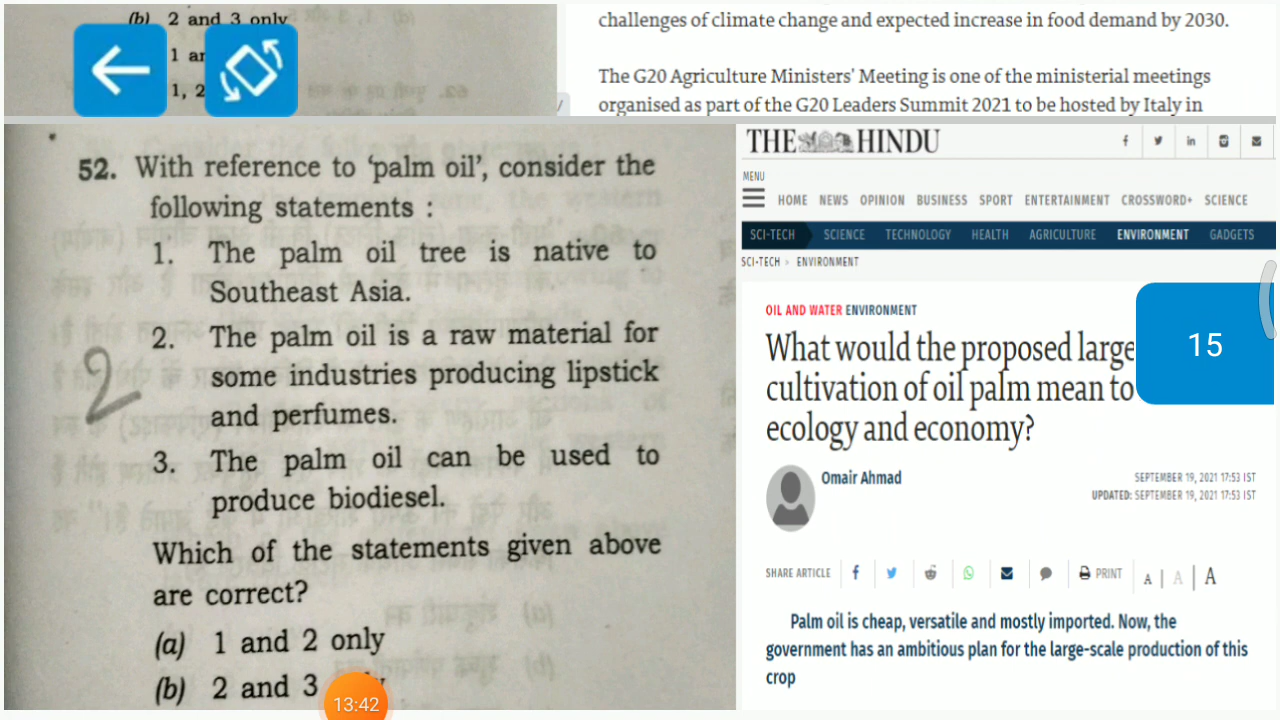 (b) 2 and 3 only
1 an
1, 2
challenges of climate change and expected increase in food demand by 2030.
The G20 Agriculture Ministers' Meeting is one of the ministerial meetings
organised as part of the G20 Leaders Summit 2021 to be hosted by Italy in
52. With reference to 'palm oil', consider the
following statements :
1. The palm oil tree is native to
Southeast Asia.
2. The palm oil is a raw material for
some industries producing lipstick
and perfumes.
3. The palm oil can be used to
produce biodiesel.
Which of the statements given above
are correct?
(a) 1 and 2 only
(b) 2 and 3
2
13:42
THE HINDU
MENU
HOME NEWS OPINION BUSINESS SPORT ENTERTAINMENT CROSSWORD+ SCIENCE
SCI-TECH SCIENCE TECHNOLOGY HEALTH AGRICULTURE ENVIRONMENT GADGETS
SCI-TECH > ENVIRONMENT
OIL AND WATER ENVIRONMENT
What would the proposed large
cultivation of oil palm mean to
ecology and economy?
15
Omair Ahmad
SEPTEMBER 19, 2021 17:53 IST
UPDATED: SEPTEMBER 19, 2021 17:53 IST
SHARE ARTICLE PRINT A | A | A
Palm oil is cheap, versatile and mostly imported. Now, the
government has an ambitious plan for the large-scale production of this
crop